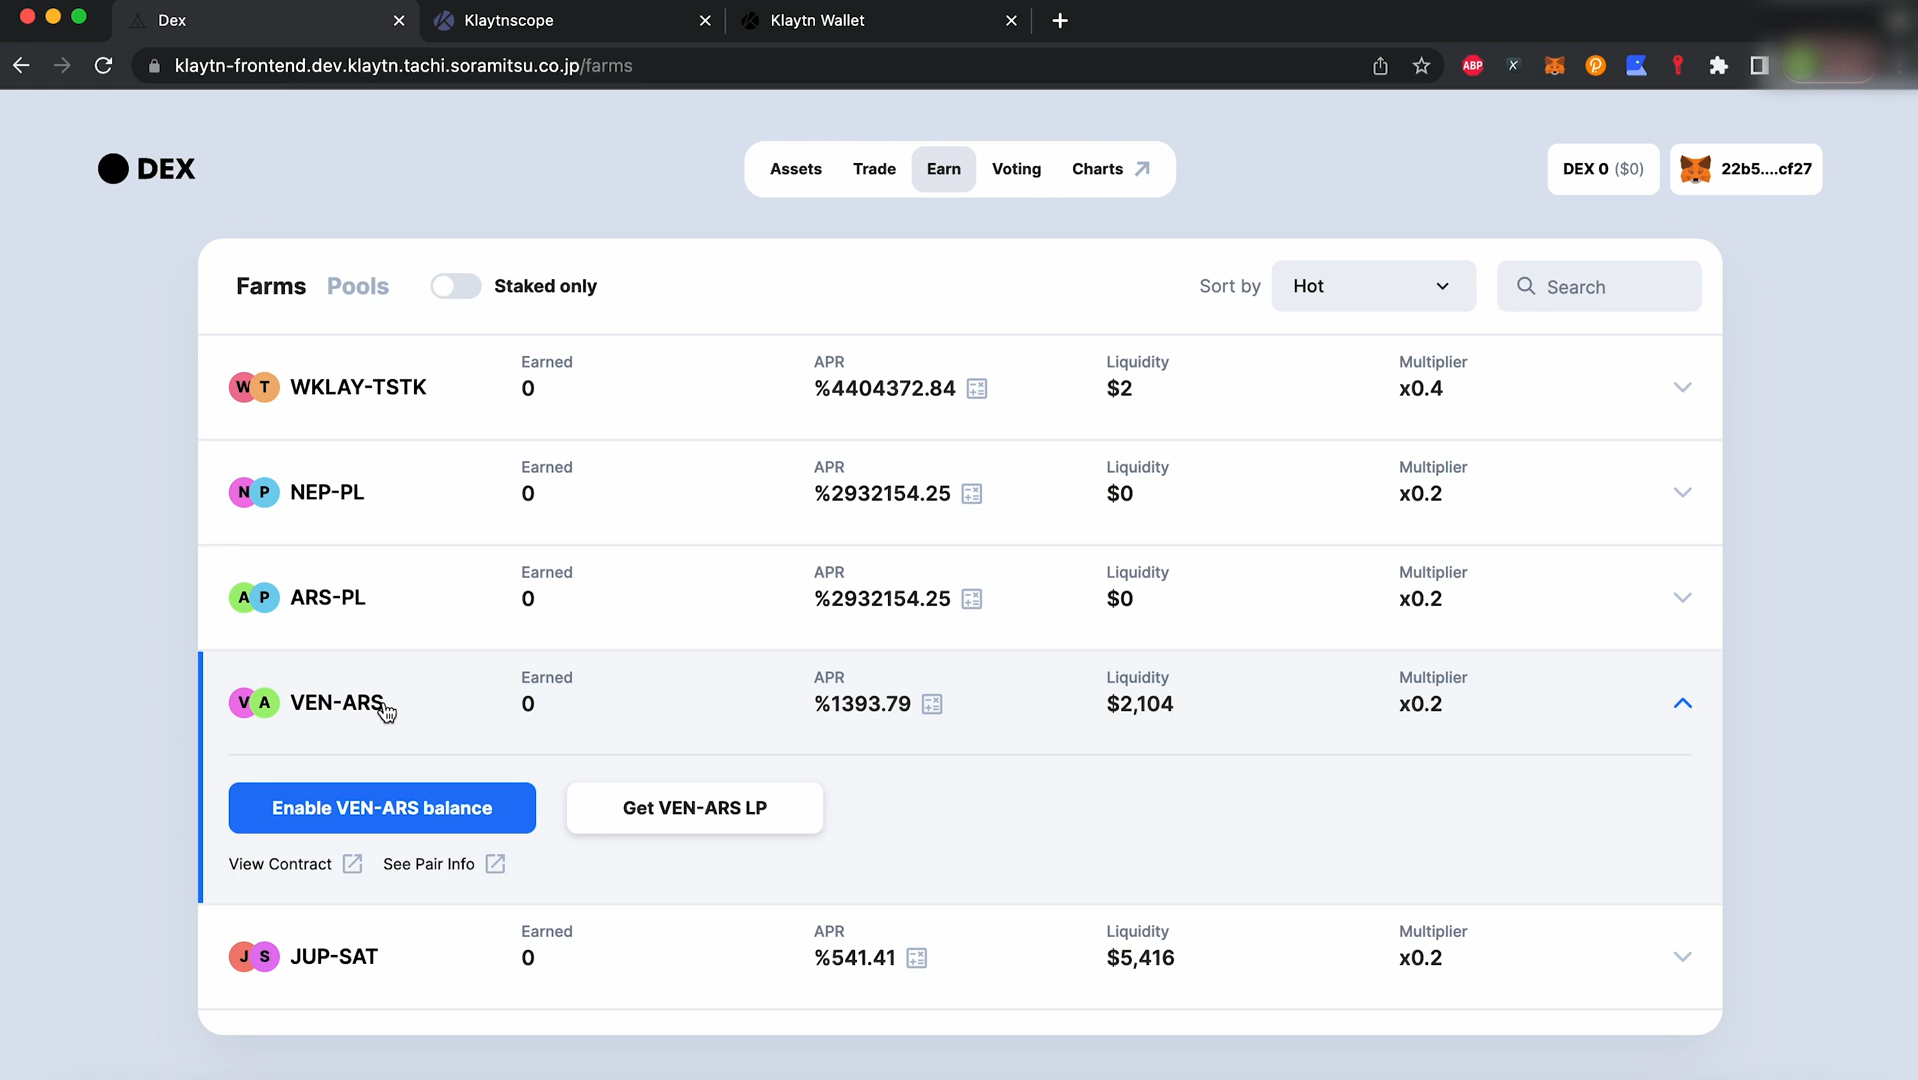 Dex
Klaytnscope
Klaytn Wallet
klaytn-frontend.dev.klaytn.tachi.soramitsu.co.jp/farms
ABP
X
DEX
Assets
Trade
Earn
Voting
Charts
DEX 0 ($0)
22b5....cf27
Farms
Pools
Staked only
Sort by
Hot
Search
W T WKLAY-TSTK
Earned
0
APR
%4404372.84
Liquidity
$2
Multiplier
x0.4
N P NEP-PL
Earned
0
APR
%2932154.25
Liquidity
$0
Multiplier
x0.2
A P ARS-PL
Earned
0
APR
%2932154.25
Liquidity
$0
Multiplier
x0.2
V A VEN-ARS
Earned
0
APR
%1393.79
Liquidity
$2,104
Multiplier
x0.2
Enable VEN-ARS balance
Get VEN-ARS LP
View Contract
See Pair Info
J S JUP-SAT
Earned
0
APR
%541.41
Liquidity
$5,416
Multiplier
x0.2